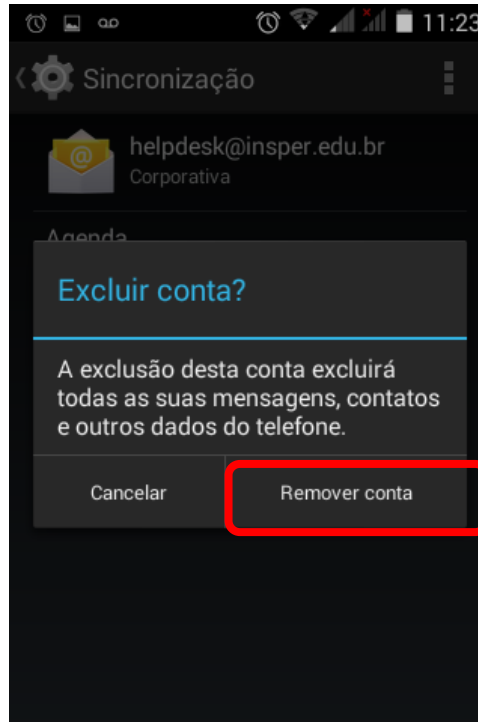 11:23
Sincronização
helpdesk@insper.edu.br
Corporativa
Agenda
Excluir conta?
A exclusão desta conta excluirá
todas as suas mensagens, contatos
e outros dados do telefone.
Cancelar
Remover conta